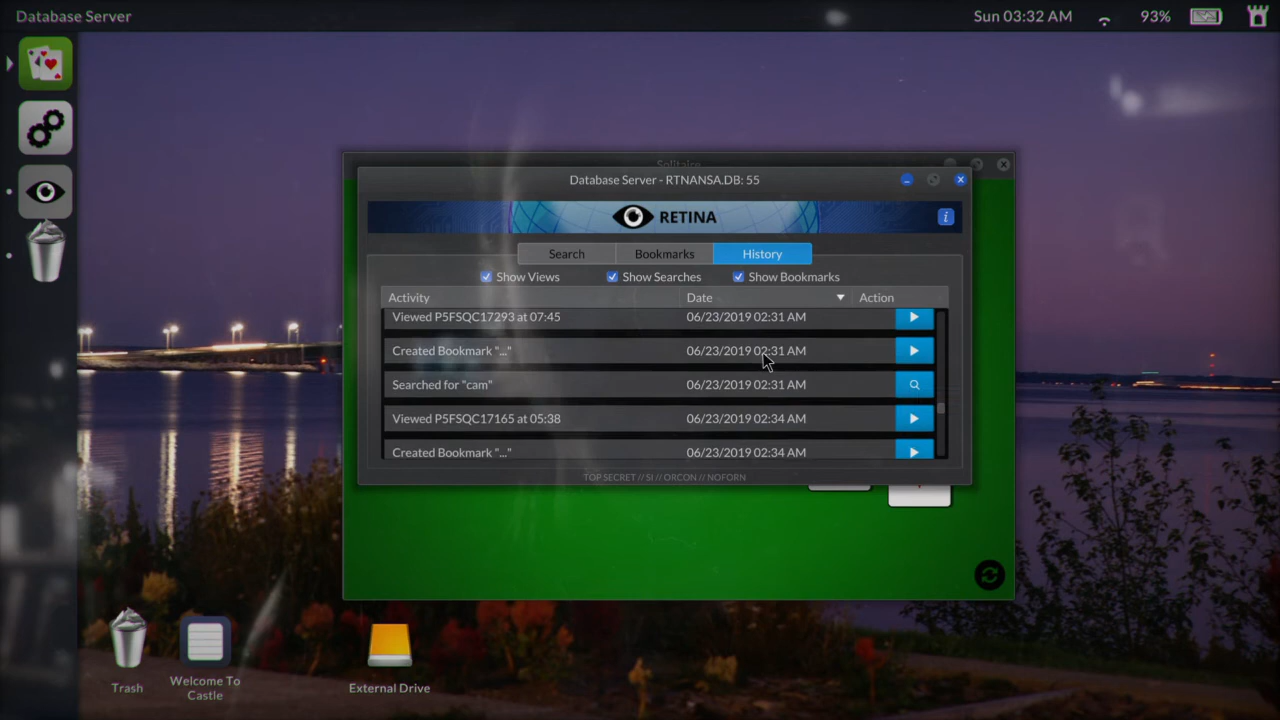 Database Server
Sun 03:32 AM
93%
Solitaire
Database Server - RTNANSA.DB: 55
RETINA
i
Search Bookmarks History
Show Views Show Searches Show Bookmarks
Activity Date Action
Viewed P5FSQC17293 at 07:45 06/23/2019 02:31 AM
Created Bookmark "..." 06/23/2019 02:31 AM
Searched for "cam" 06/23/2019 02:31 AM
Viewed P5FSQC17165 at 05:38 06/23/2019 02:34 AM
Created Bookmark "..." 06/23/2019 02:34 AM
TOP SECRET // SI // ORCON // NOFORN
Trash
Welcome To
Castle
External Drive